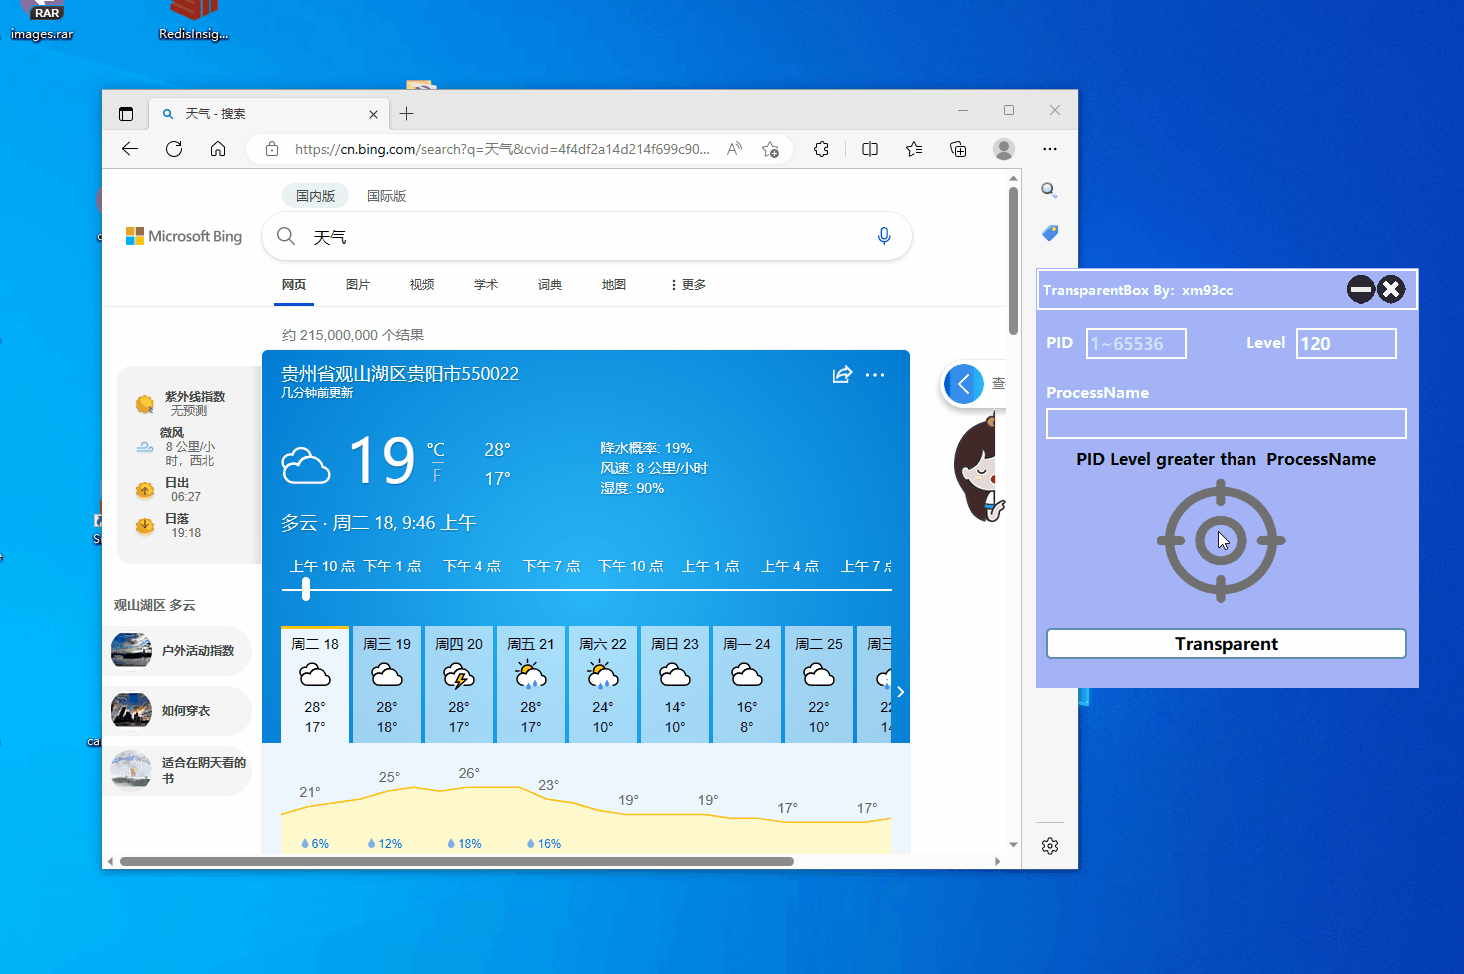 images.rar
RedisInsig...
天气 - 搜索
https://cn.bing.com/search?q=天气&cvid=4f4df2a14d214f699c90...
国内版 国际版
Microsoft Bing
天气
网页 图片 视频 学术 词典 地图 更多
约 215,000,000 个结果
紫外线指数
无预测
微风
8 公里/小
时，西北
日出
06:27
日落
19:18
观山湖区 多云
户外活动指数
如何穿衣
适合在阴天看的
书
贵州省观山湖区贵阳市550022
几分钟前更新
19 °C
F
28°
17°
降水概率: 19%
风速: 8 公里/小时
湿度: 90%
多云 · 周二 18, 9:46 上午
上午 10 点 下午 1 点 下午 4 点 下午 7 点 下午 10 点 上午 1 点 上午 4 点 上午 7 点
周二 18 周三 19 周四 20 周五 21 周六 22 周日 23 周一 24 周二 25 周三
28° 28° 28° 28° 24° 14° 16° 22° 22
17° 18° 17° 17° 10° 10° 8° 10°
21° 25° 26° 23° 19° 19° 17° 17°
6% 12% 18% 16%
查
TransparentBox By: xm93cc
PID 1~65536 Level 120
ProcessName
PID Level greater than ProcessName
Transparent